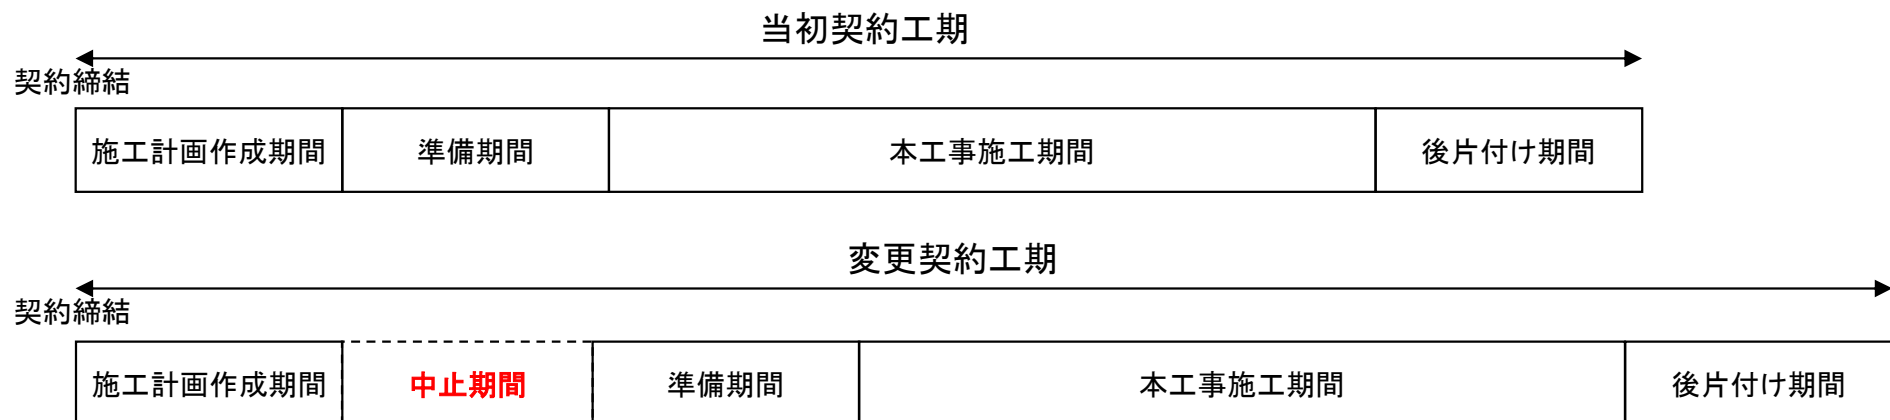 当初契約工期
契約締結
施工計画作成期間 準備期間 本工事施工期間 後片付け期間
変更契約工期
契約締結
施工計画作成期間 中止期間 準備期間 本工事施工期間 後片付け期間